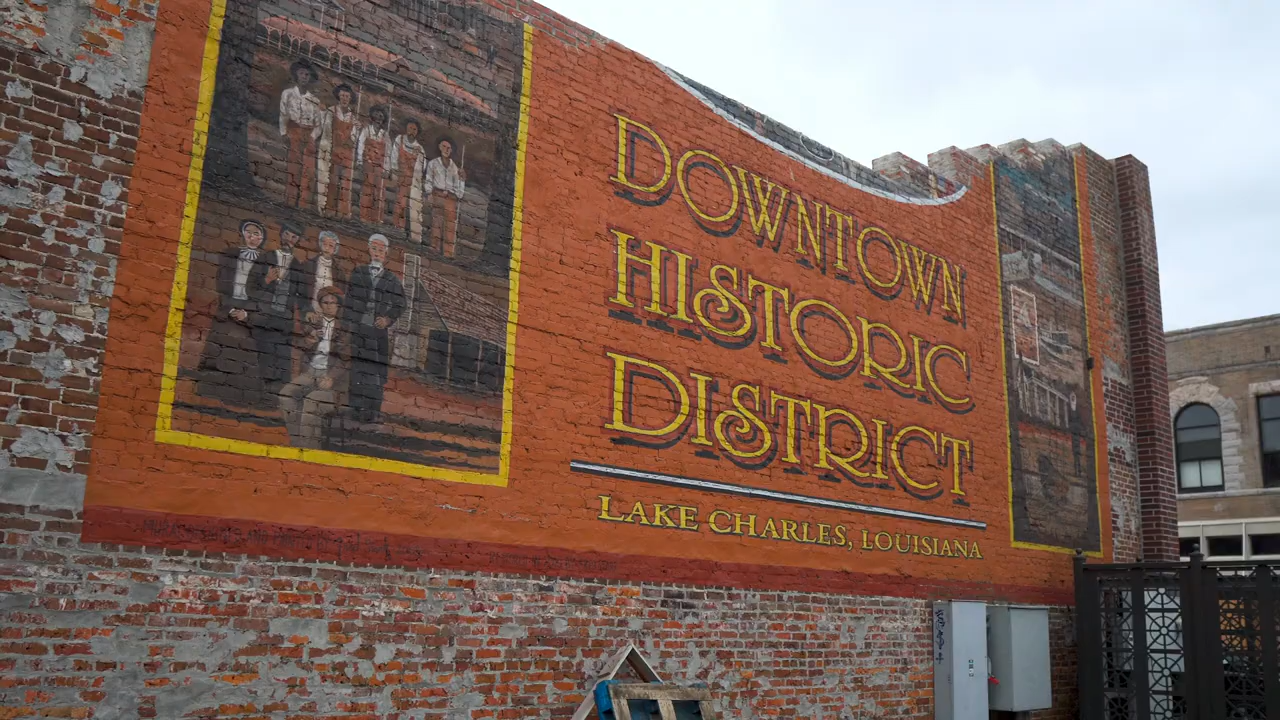 DOWNTOWN
HISTORIC
DISTRICT
LAKE CHARLES, LOUISIANA